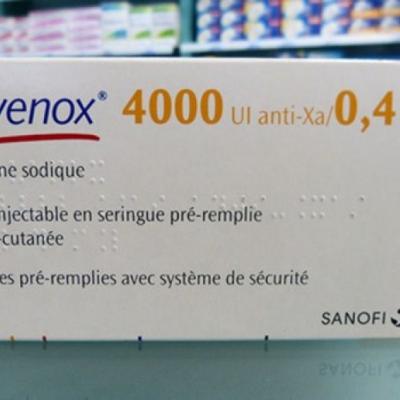 venox® 4000 UI anti-Xa/0,4
ne sodique
njectable en seringue pré-remplie
-cutanée
es pré-remplies avec système de sécurité
SANOFI